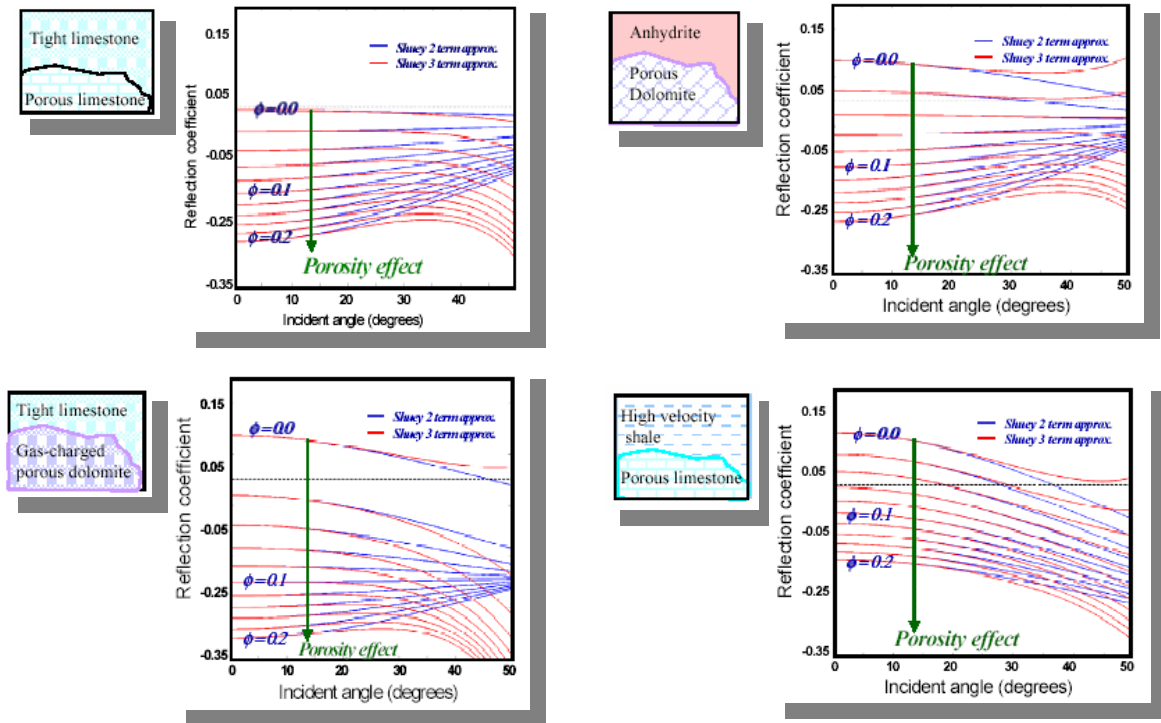 Tight limestone
Porous limestone
Reflection coefficient
0.15
0.05
-0.05
-0.15
-0.25
-0.35
Shuey 2 term approx.
Shuey 3 term approx.
ϕ=0.0
ϕ=0.1
ϕ=0.2
Porosity effect
0 10 20 30 40
Incident angle (degrees)
Anhydrite
Porous
Dolomite
Reflection coefficient
0.15
0.05
-0.05
-0.15
-0.25
-0.35
Shuey 2 term approx.
Shuey 3 term approx.
ϕ=0.0
ϕ=0.1
ϕ=0.2
Porosity effect
0 10 20 30 40 50
Incident angle (degrees)
Tight limestone
Gas-charged
porous dolomite
Reflection coefficient
0.15
0.05
-0.05
-0.15
-0.25
-0.35
Shuey 2 term approx.
Shuey 3 term approx.
ϕ=0.0
ϕ=0.1
ϕ=0.2
Porosity effect
0 10 20 30 40 50
Incident angle (degrees)
High velocity
shale
Porous limestone
Reflection coefficient
0.15
0.05
-0.05
-0.15
-0.25
-0.35
Shuey 2 term approx.
Shuey 3 term approx.
ϕ=0.0
ϕ=0.1
ϕ=0.2
Porosity effect
0 10 20 30 40 50
Incident angle (degrees)